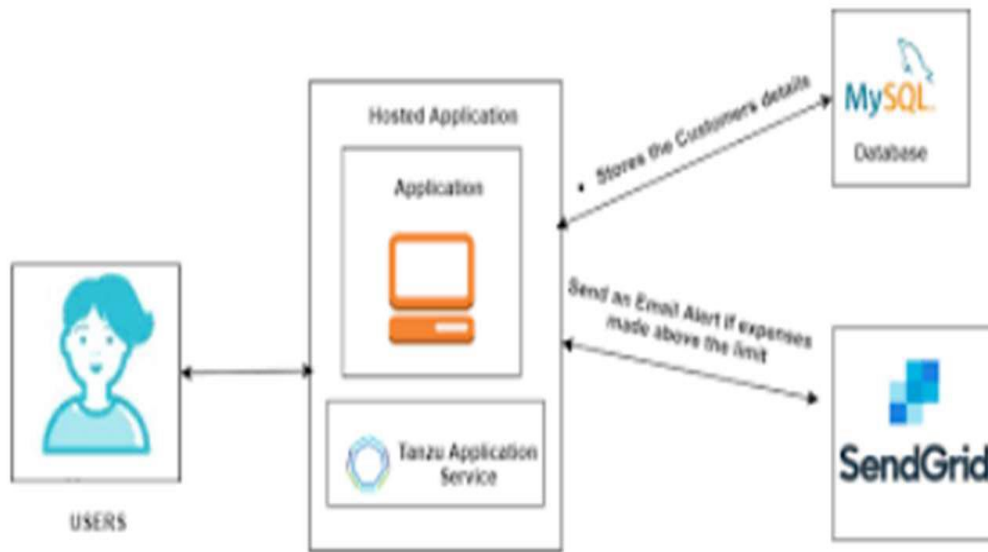 Hosted Application
Application
Tanzu Application
Service
USERS
• Stores the Customers details
MySQL
Database
Send an Email Alert If expenses
made above the limit
SendGrid